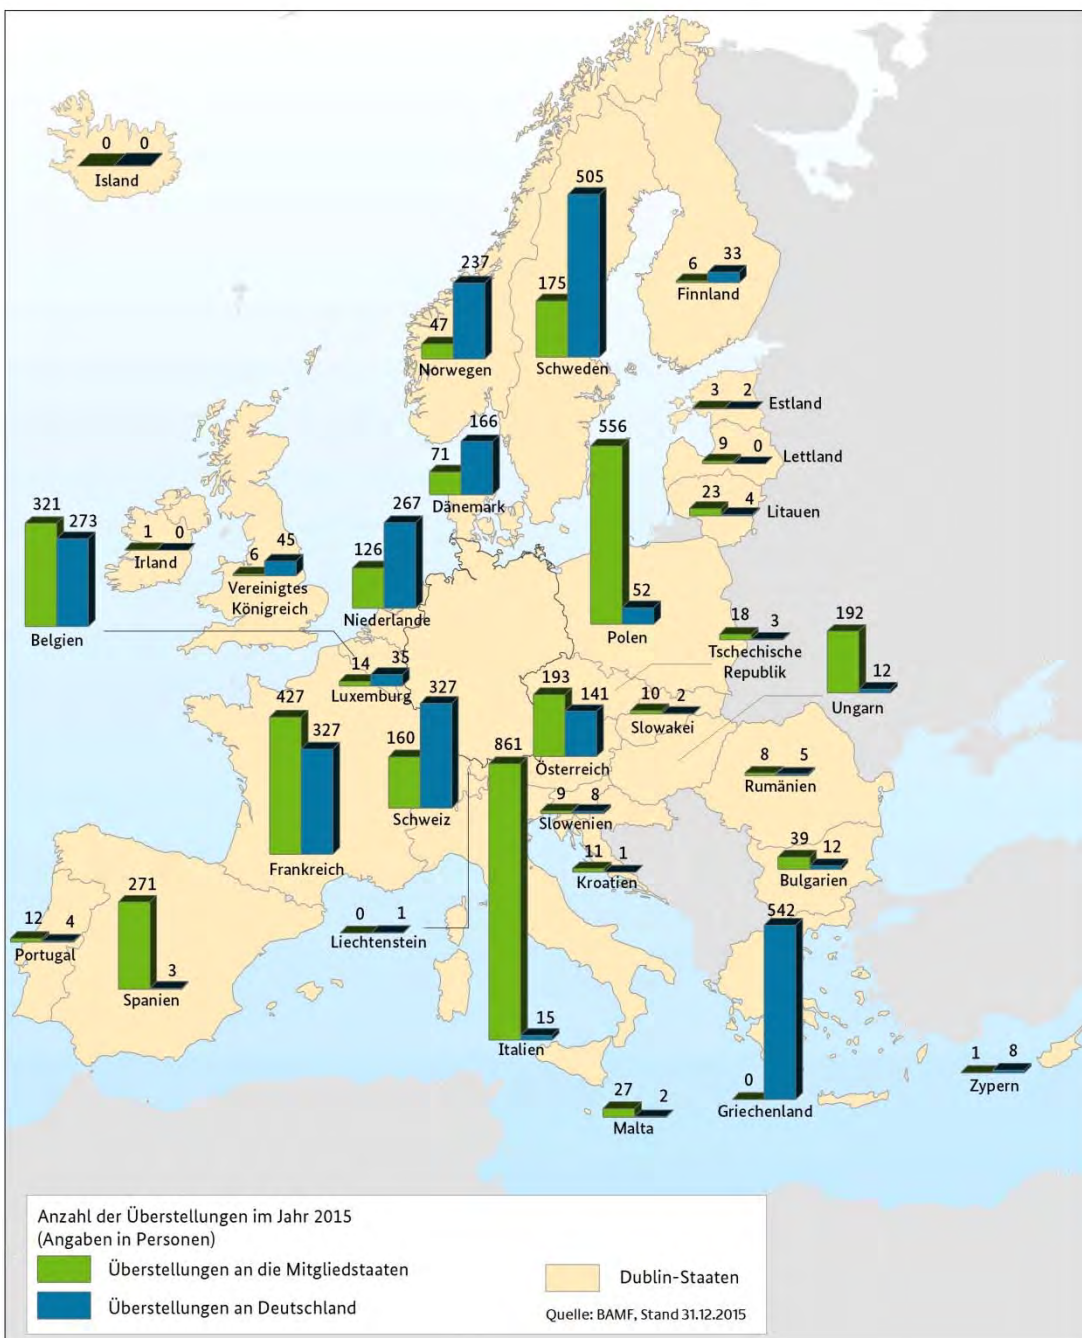 0 0
Island
505
237
175
6 33
Finnland
47
Norwegen
Schweden
3 2
Estland
166
556
71
9 0
Lettland
Dänemark
23 4
Litauen
321 273
267
1 0
Irland
6 45
Vereinigtes
Königreich
126
Niederlande
52
Belgien
Polen
18 3
Tschechische
Republik
192
12
Ungarn
14 35
Luxemburg
427
327
327
193
141
10 2
Slowakei
160
861
Österreich
8 5
Rumänien
Schweiz
9 8
Slowenien
39 12
Bulgarien
Frankreich
11 1
Kroatien
271
12 4
Portugal
0 1
Liechtenstein
542
3
Spanien
15
Italien
0
Griechenland
1 8
Zypern
27 2
Malta
Anzahl der Überstellungen im Jahr 2015
(Angaben in Personen)
Überstellungen an die Mitgliedstaaten
Dublin-Staaten
Überstellungen an Deutschland
Quelle: BAMF, Stand 31.12.2015